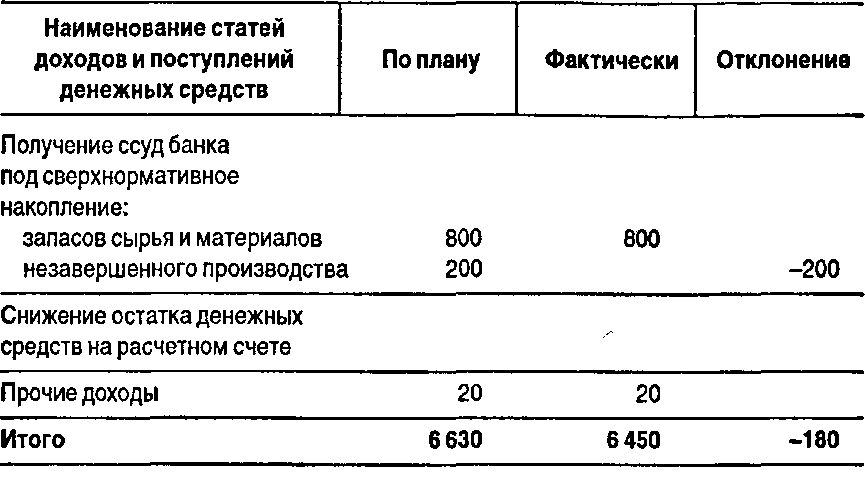 Наименование статей
доходов и поступлений
денежных средств
По плану
Фактически
Отклонение
Получение ссуд банка
под сверхнормативное
накопление:
запасов сырья и материалов 800 800
незавершенного производства 200 –200
Снижение остатка денежных
средств на расчетном счете
Прочие доходы 20 20
Итого 6 630 6 450 –180